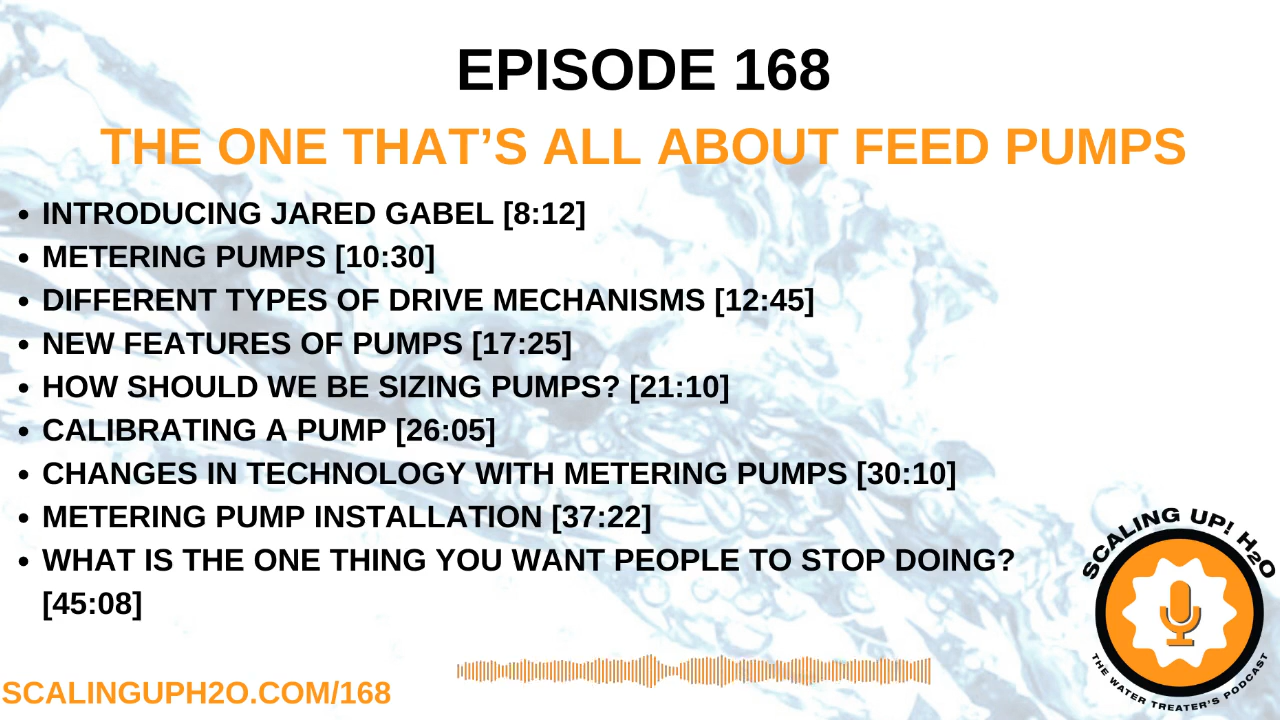 EPISODE 168
THE ONE THAT’S ALL ABOUT FEED PUMPS
• INTRODUCING JARED GABEL [8:12]
• METERING PUMPS [10:30]
• DIFFERENT TYPES OF DRIVE MECHANISMS [12:45]
• NEW FEATURES OF PUMPS [17:25]
• HOW SHOULD WE BE SIZING PUMPS? [21:10]
• CALIBRATING A PUMP [26:05]
• CHANGES IN TECHNOLOGY WITH METERING PUMPS [30:10]
• METERING PUMP INSTALLATION [37:22]
• WHAT IS THE ONE THING YOU WANT PEOPLE TO STOP DOING?
[45:08]
SCALING UP! H2O
THE WATER TREATER'S PODCAST
SCALINGUPH2O.COM/168